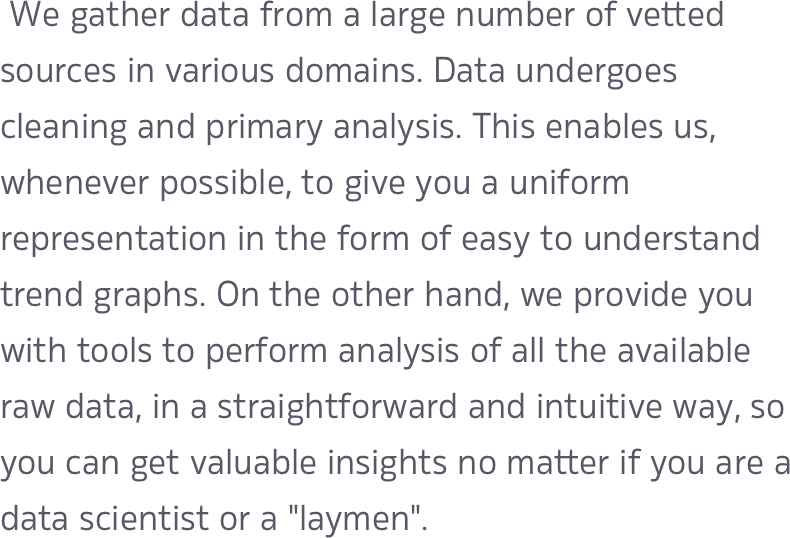 We gather data from a large number of vetted
sources in various domains. Data undergoes
cleaning and primary analysis. This enables us,
whenever possible, to give you a uniform
representation in the form of easy to understand
trend graphs. On the other hand, we provide you
with tools to perform analysis of all the available
raw data, in a straightforward and intuitive way, so
you can get valuable insights no matter if you are a
data scientist or a "laymen".